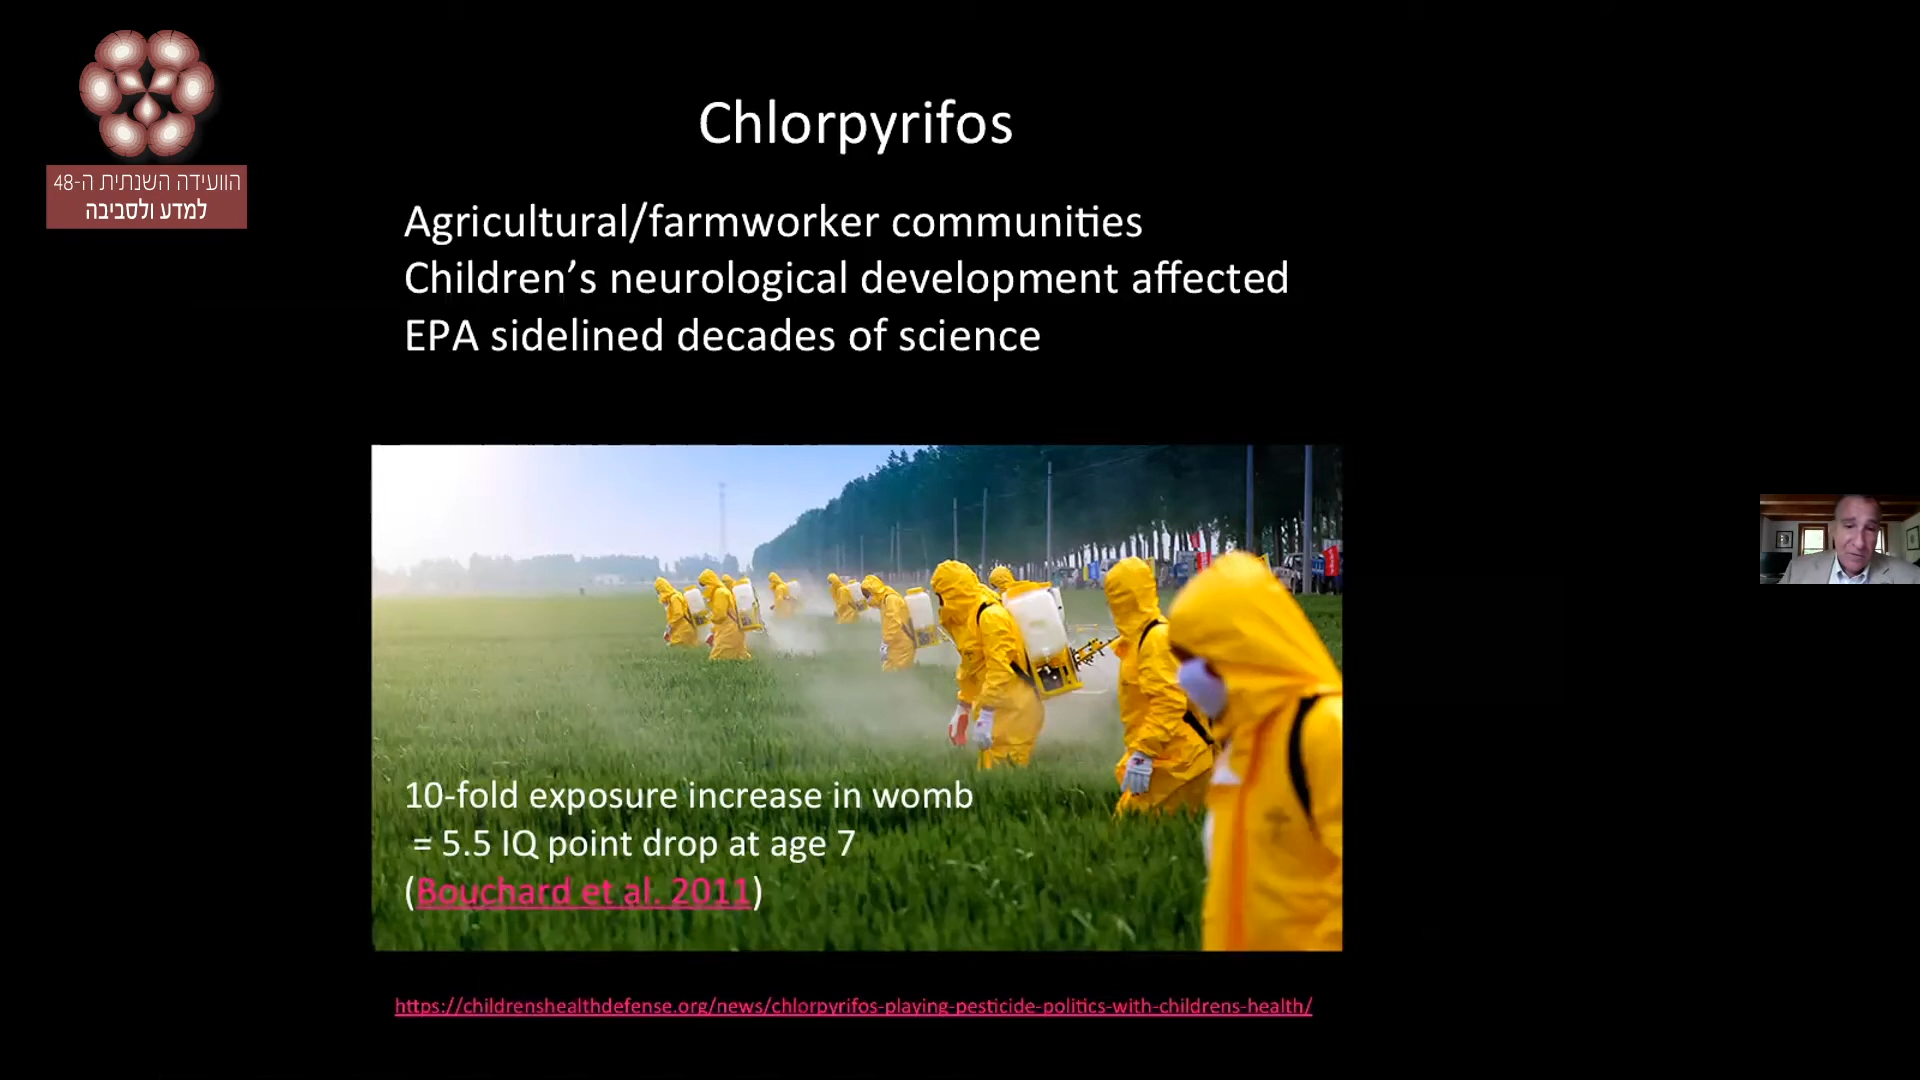 הוועידה השנתית ה-48
למדע ולסביבה
Chlorpyrifos
Agricultural/farmworker communities
Children’s neurological development affected
EPA sidelined decades of science
10-fold exposure increase in womb
= 5.5 IQ point drop at age 7
(Bouchard et al. 2011)
https://childrenshealthdefense.org/news/chlorpyrifos-playing-pesticide-politics-with-childrens-health/